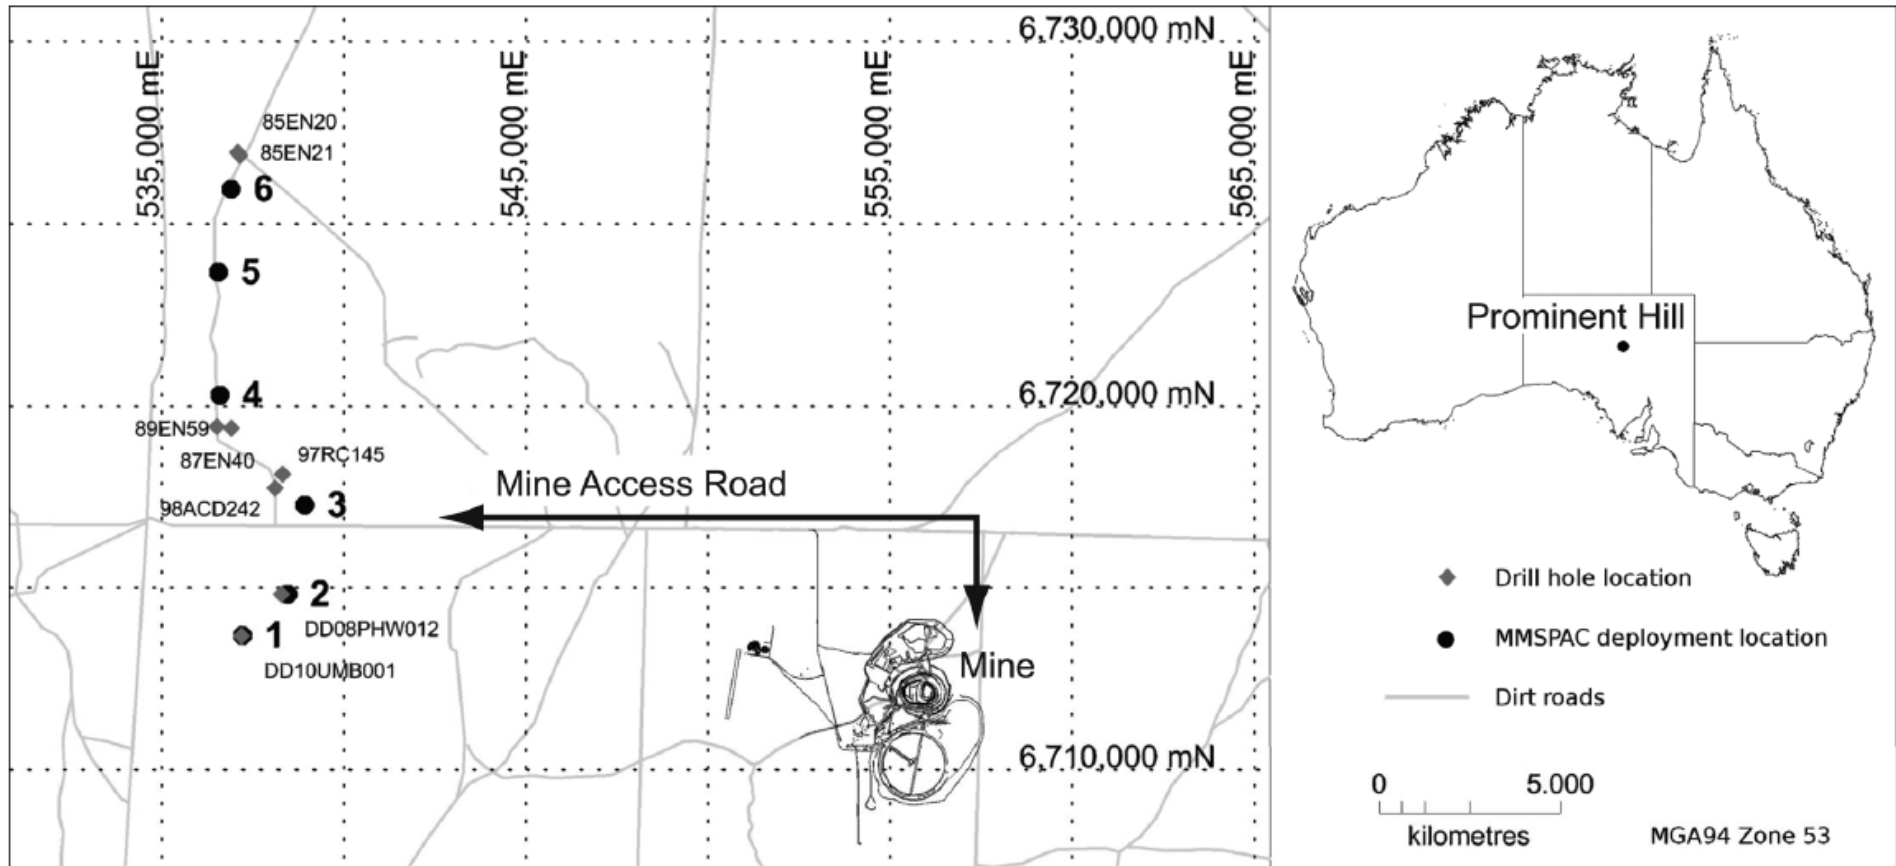 6,730,000 mN
535,000 mE
545,000 mE
555,000 mE
565,000 mE
85EN20
85EN21
6
5
4
6,720,000 mN
89EN59
87EN40
97RC145
98ACD242
3
Mine Access Road
2
DD08PHW012
1
DD10UMB001
Mine
6,710,000 mN
Prominent Hill
Drill hole location
MMSPAC deployment location
Dirt roads
0 5.000
kilometres
MGA94 Zone 53